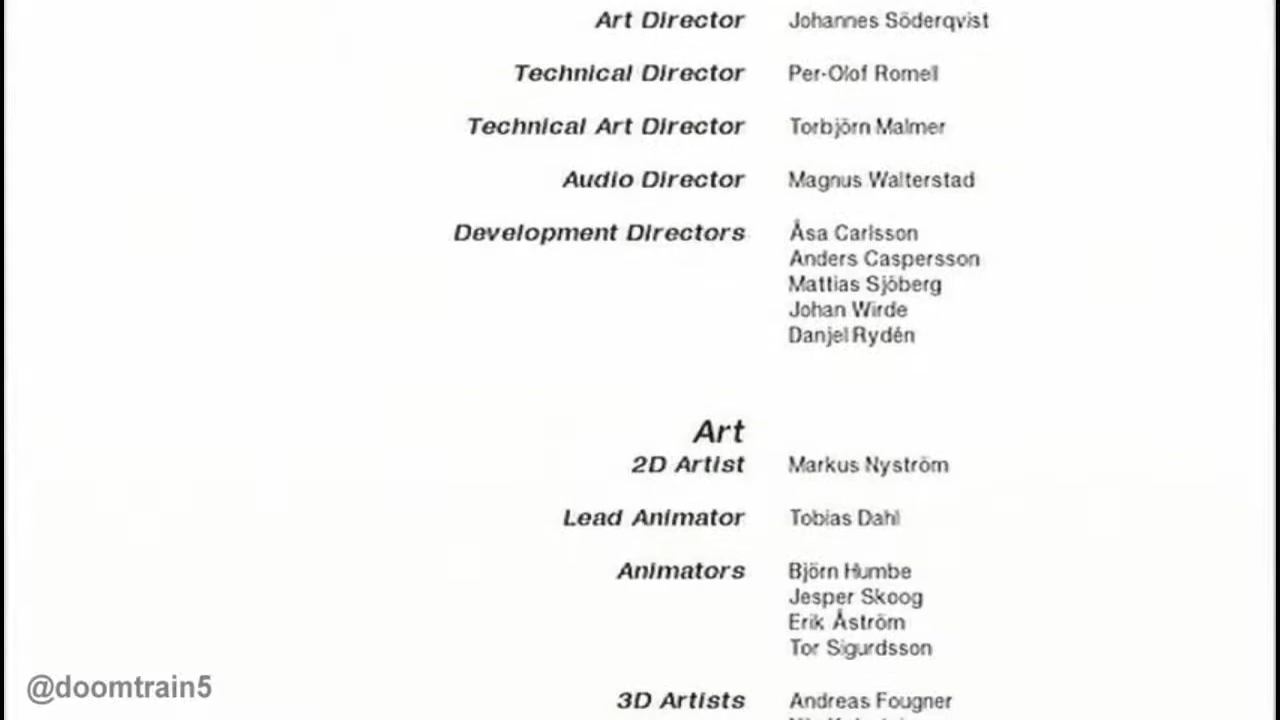 Art Director Johannes Söderqvist
Technical Director Per-Olof Romell
Technical Art Director Torbjörn Malmer
Audio Director Magnus Walterstad
Development Directors Åsa Carlsson
Anders Caspersson
Mattias Sjöberg
Johan Wirde
Danjel Rydén
Art
2D Artist Markus Nyström
Lead Animator Tobias Dahl
Animators Björn Humbe
Jesper Skoog
Erik Åström
Tor Sigurdsson
3D Artists Andreas Fougner
@doomtrain5